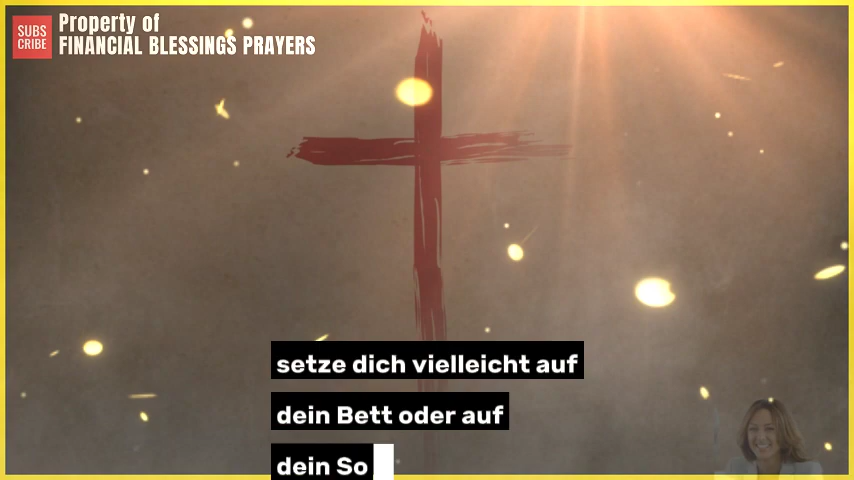 SUBS
CRIBE
Property of
FINANCIAL BLESSINGS PRAYERS
setze dich vielleicht auf
dein Bett oder auf
dein So